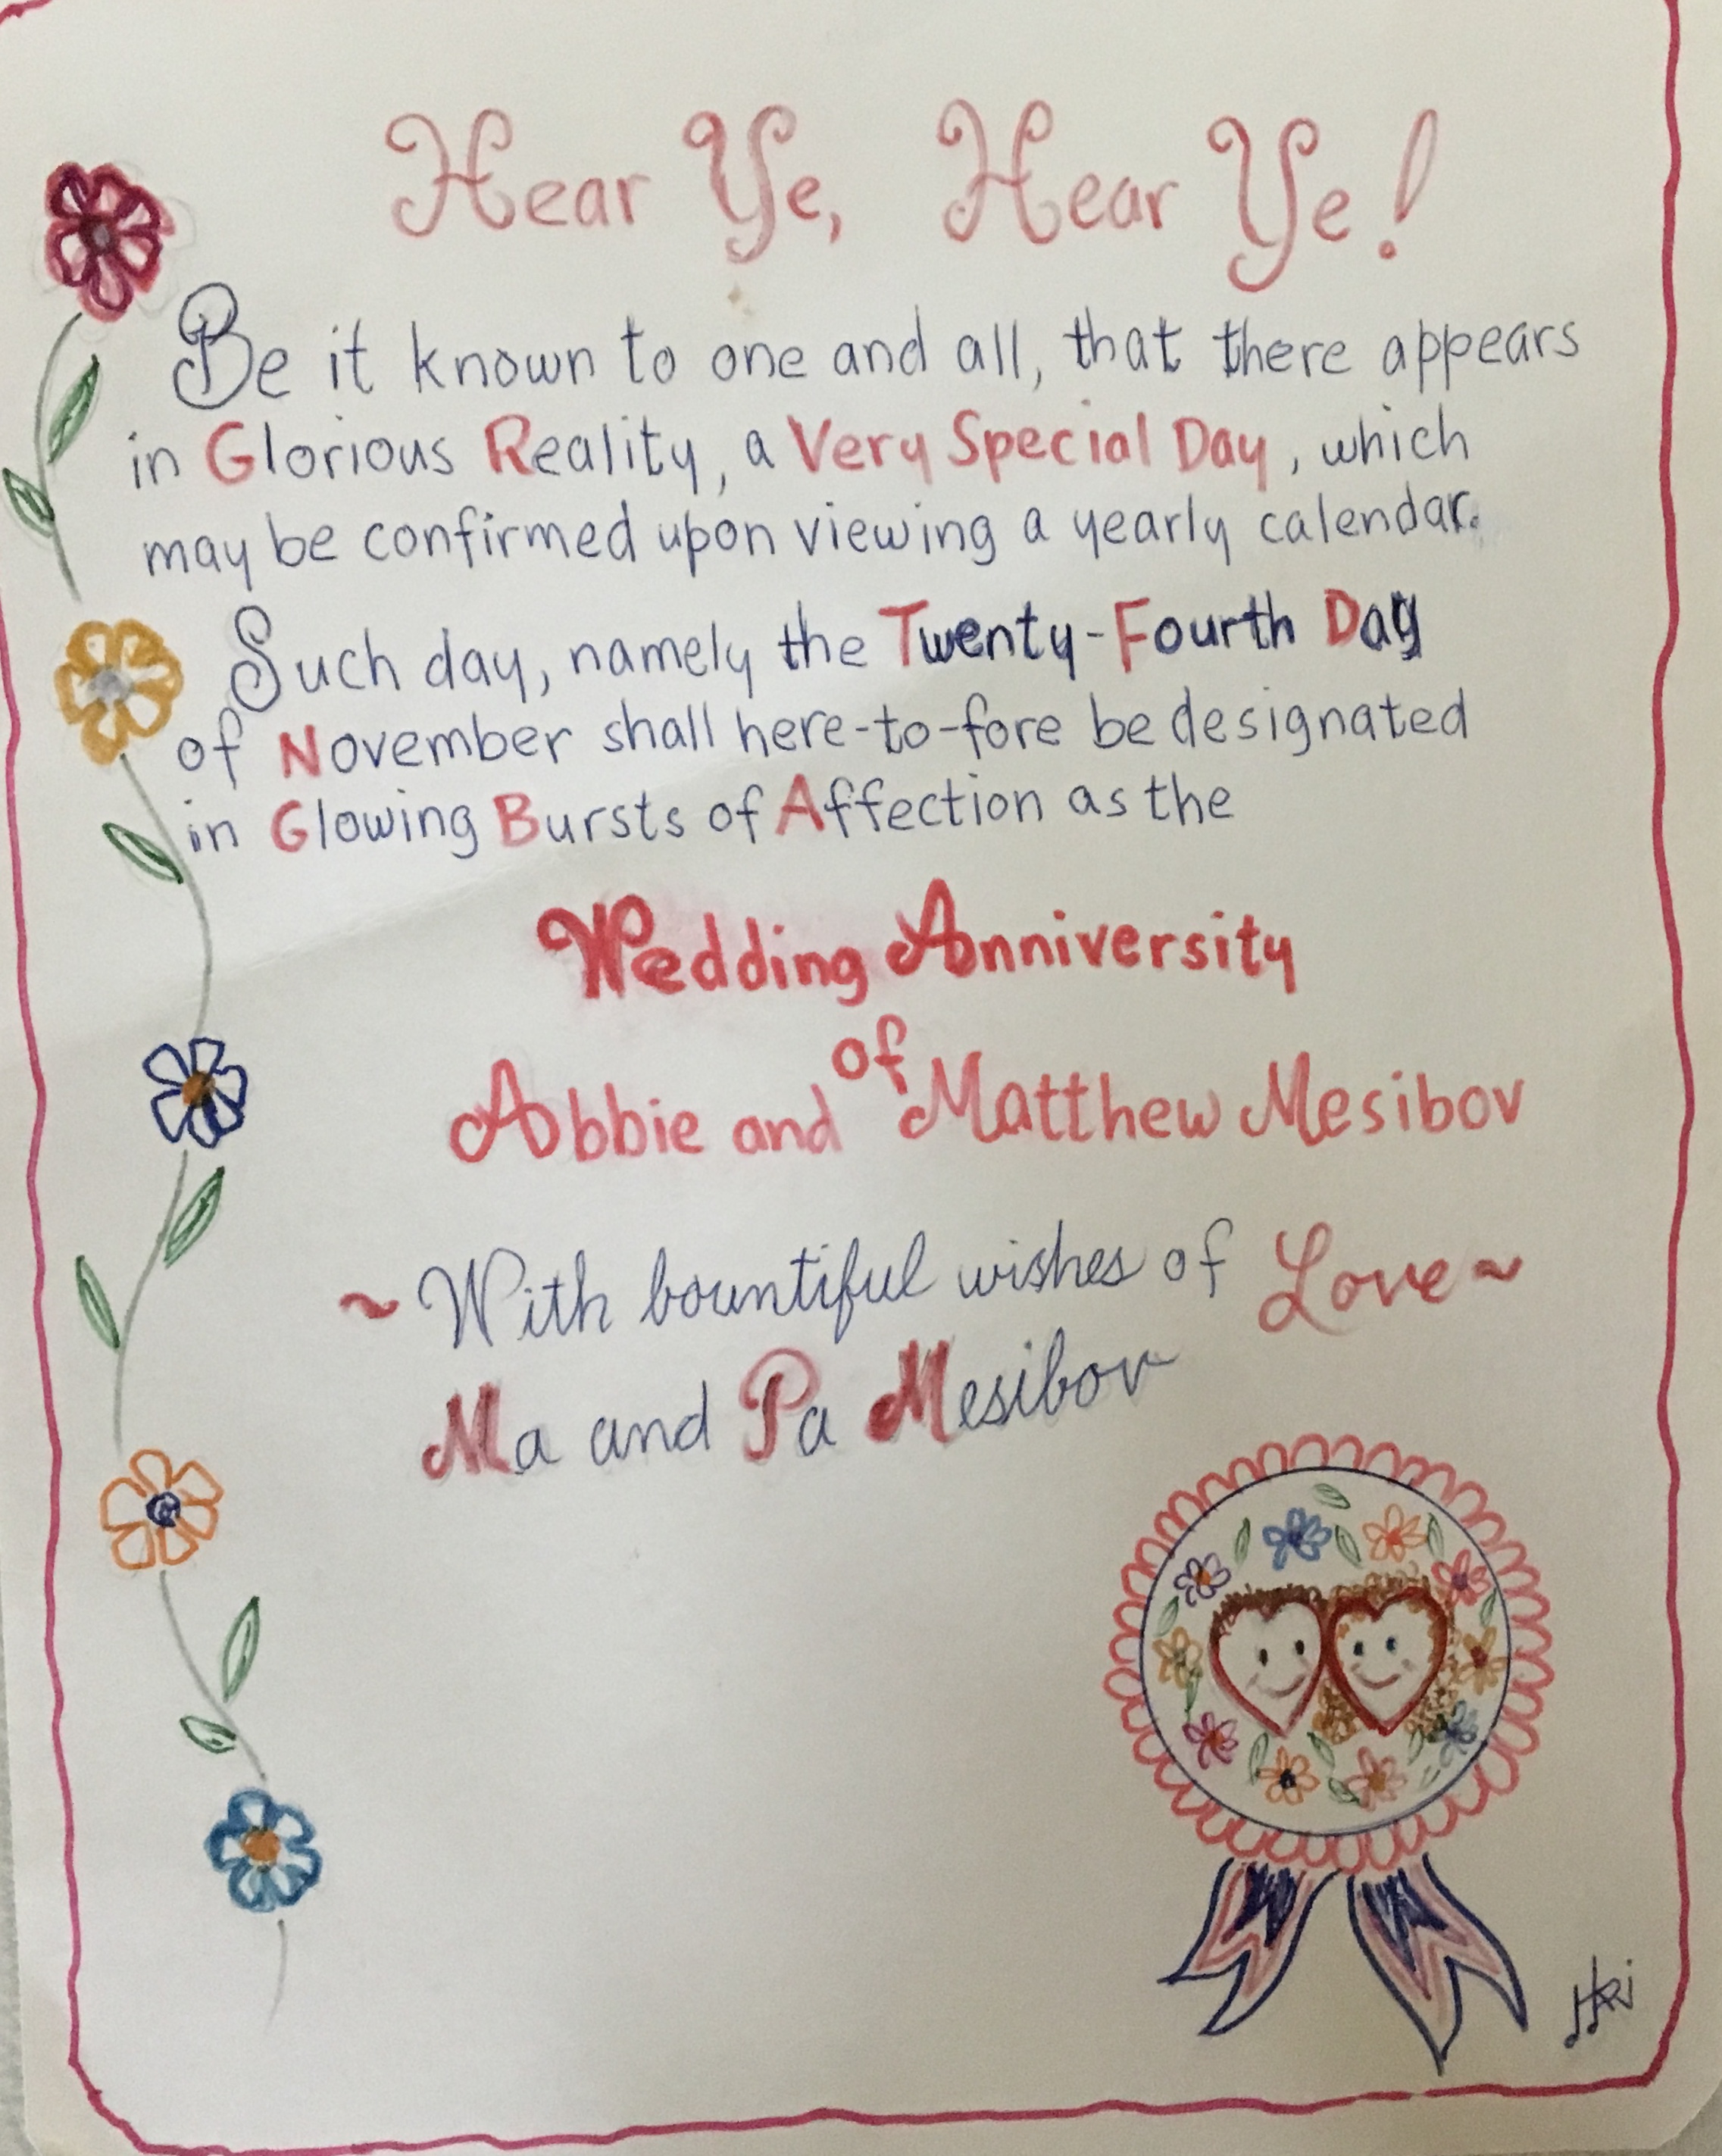 Hear Ye, Hear Ye!
Be it known to one and all, that there appears
in Glorious Reality, a Very Special Day, which
may be confirmed upon viewing a yearly calendar.
Such day, namely the Twenty-Fourth Day
of November shall here-to-fore be designated
in Glowing Bursts of Affection as the
Wedding Anniversity
of
Abbie and Matthew Mesibov
~With bountiful wishes of Love~
Ma and Pa Mesibov